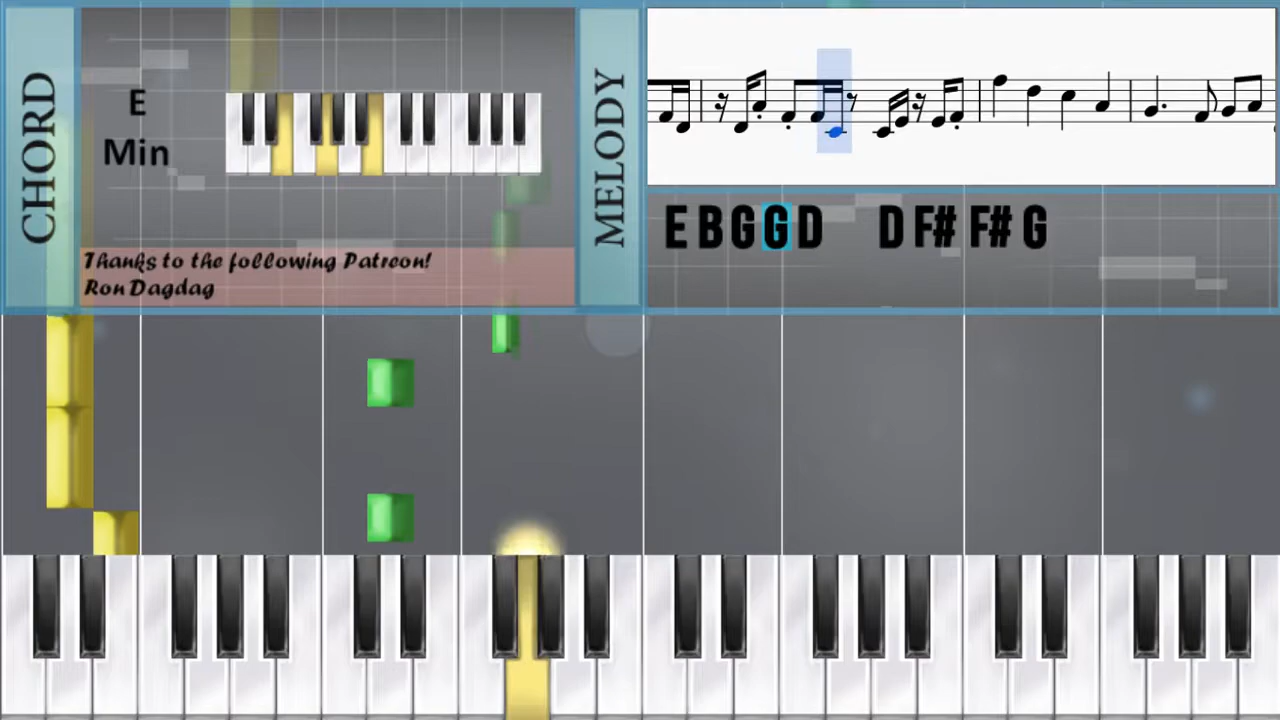 CHORD
E
Min
Thanks to the following Patreon!
Ron Dagdag
MELODY
E B G G D D F# F# G